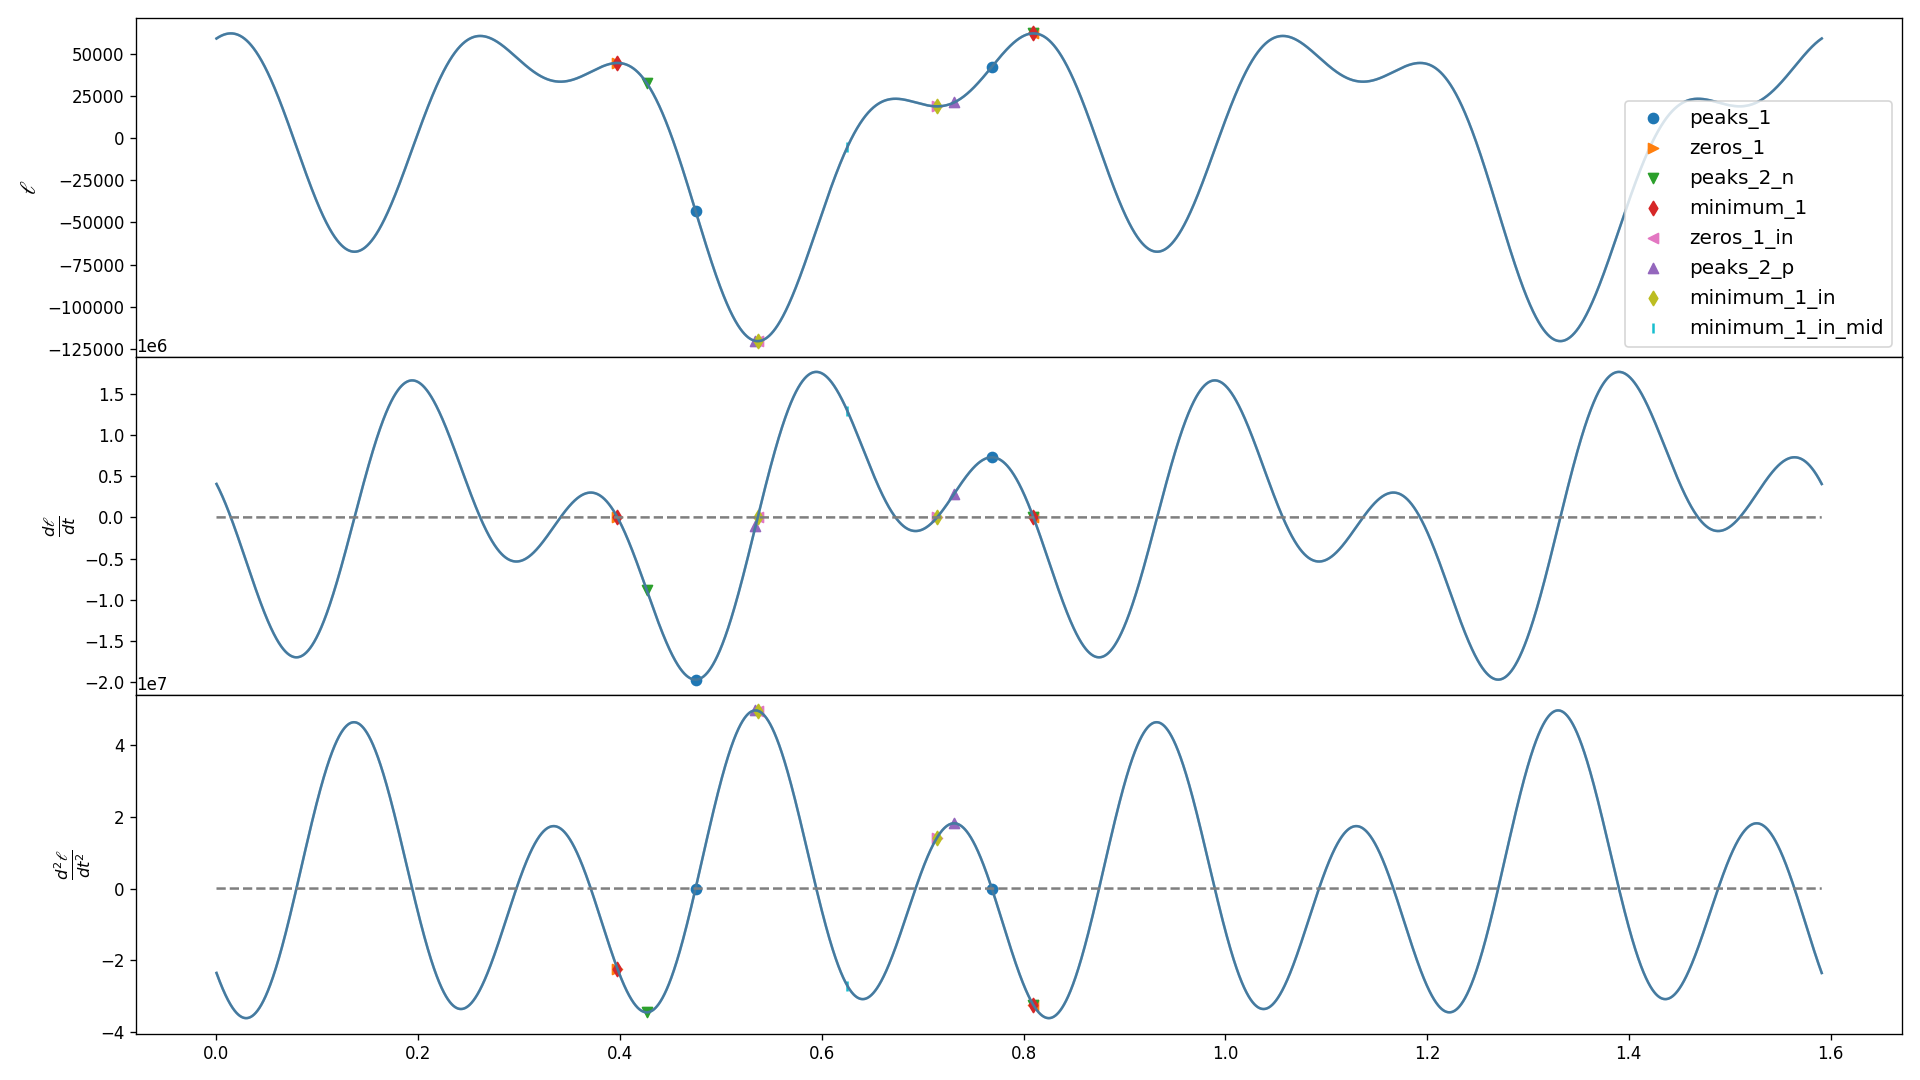 50000
25000
0
−25000
−50000
−75000
−100000
−125000
ℓ
peaks_1
zeros_1
peaks_2_n
minimum_1
zeros_1_in
peaks_2_p
minimum_1_in
minimum_1_in_mid
1e6
1.5
1.0
0.5
0.0
−0.5
−1.0
−1.5
−2.0
dℓ
dt
1e7
4
2
0
−2
−4
d²ℓ
dt²
0.0 0.2 0.4 0.6 0.8 1.0 1.2 1.4 1.6